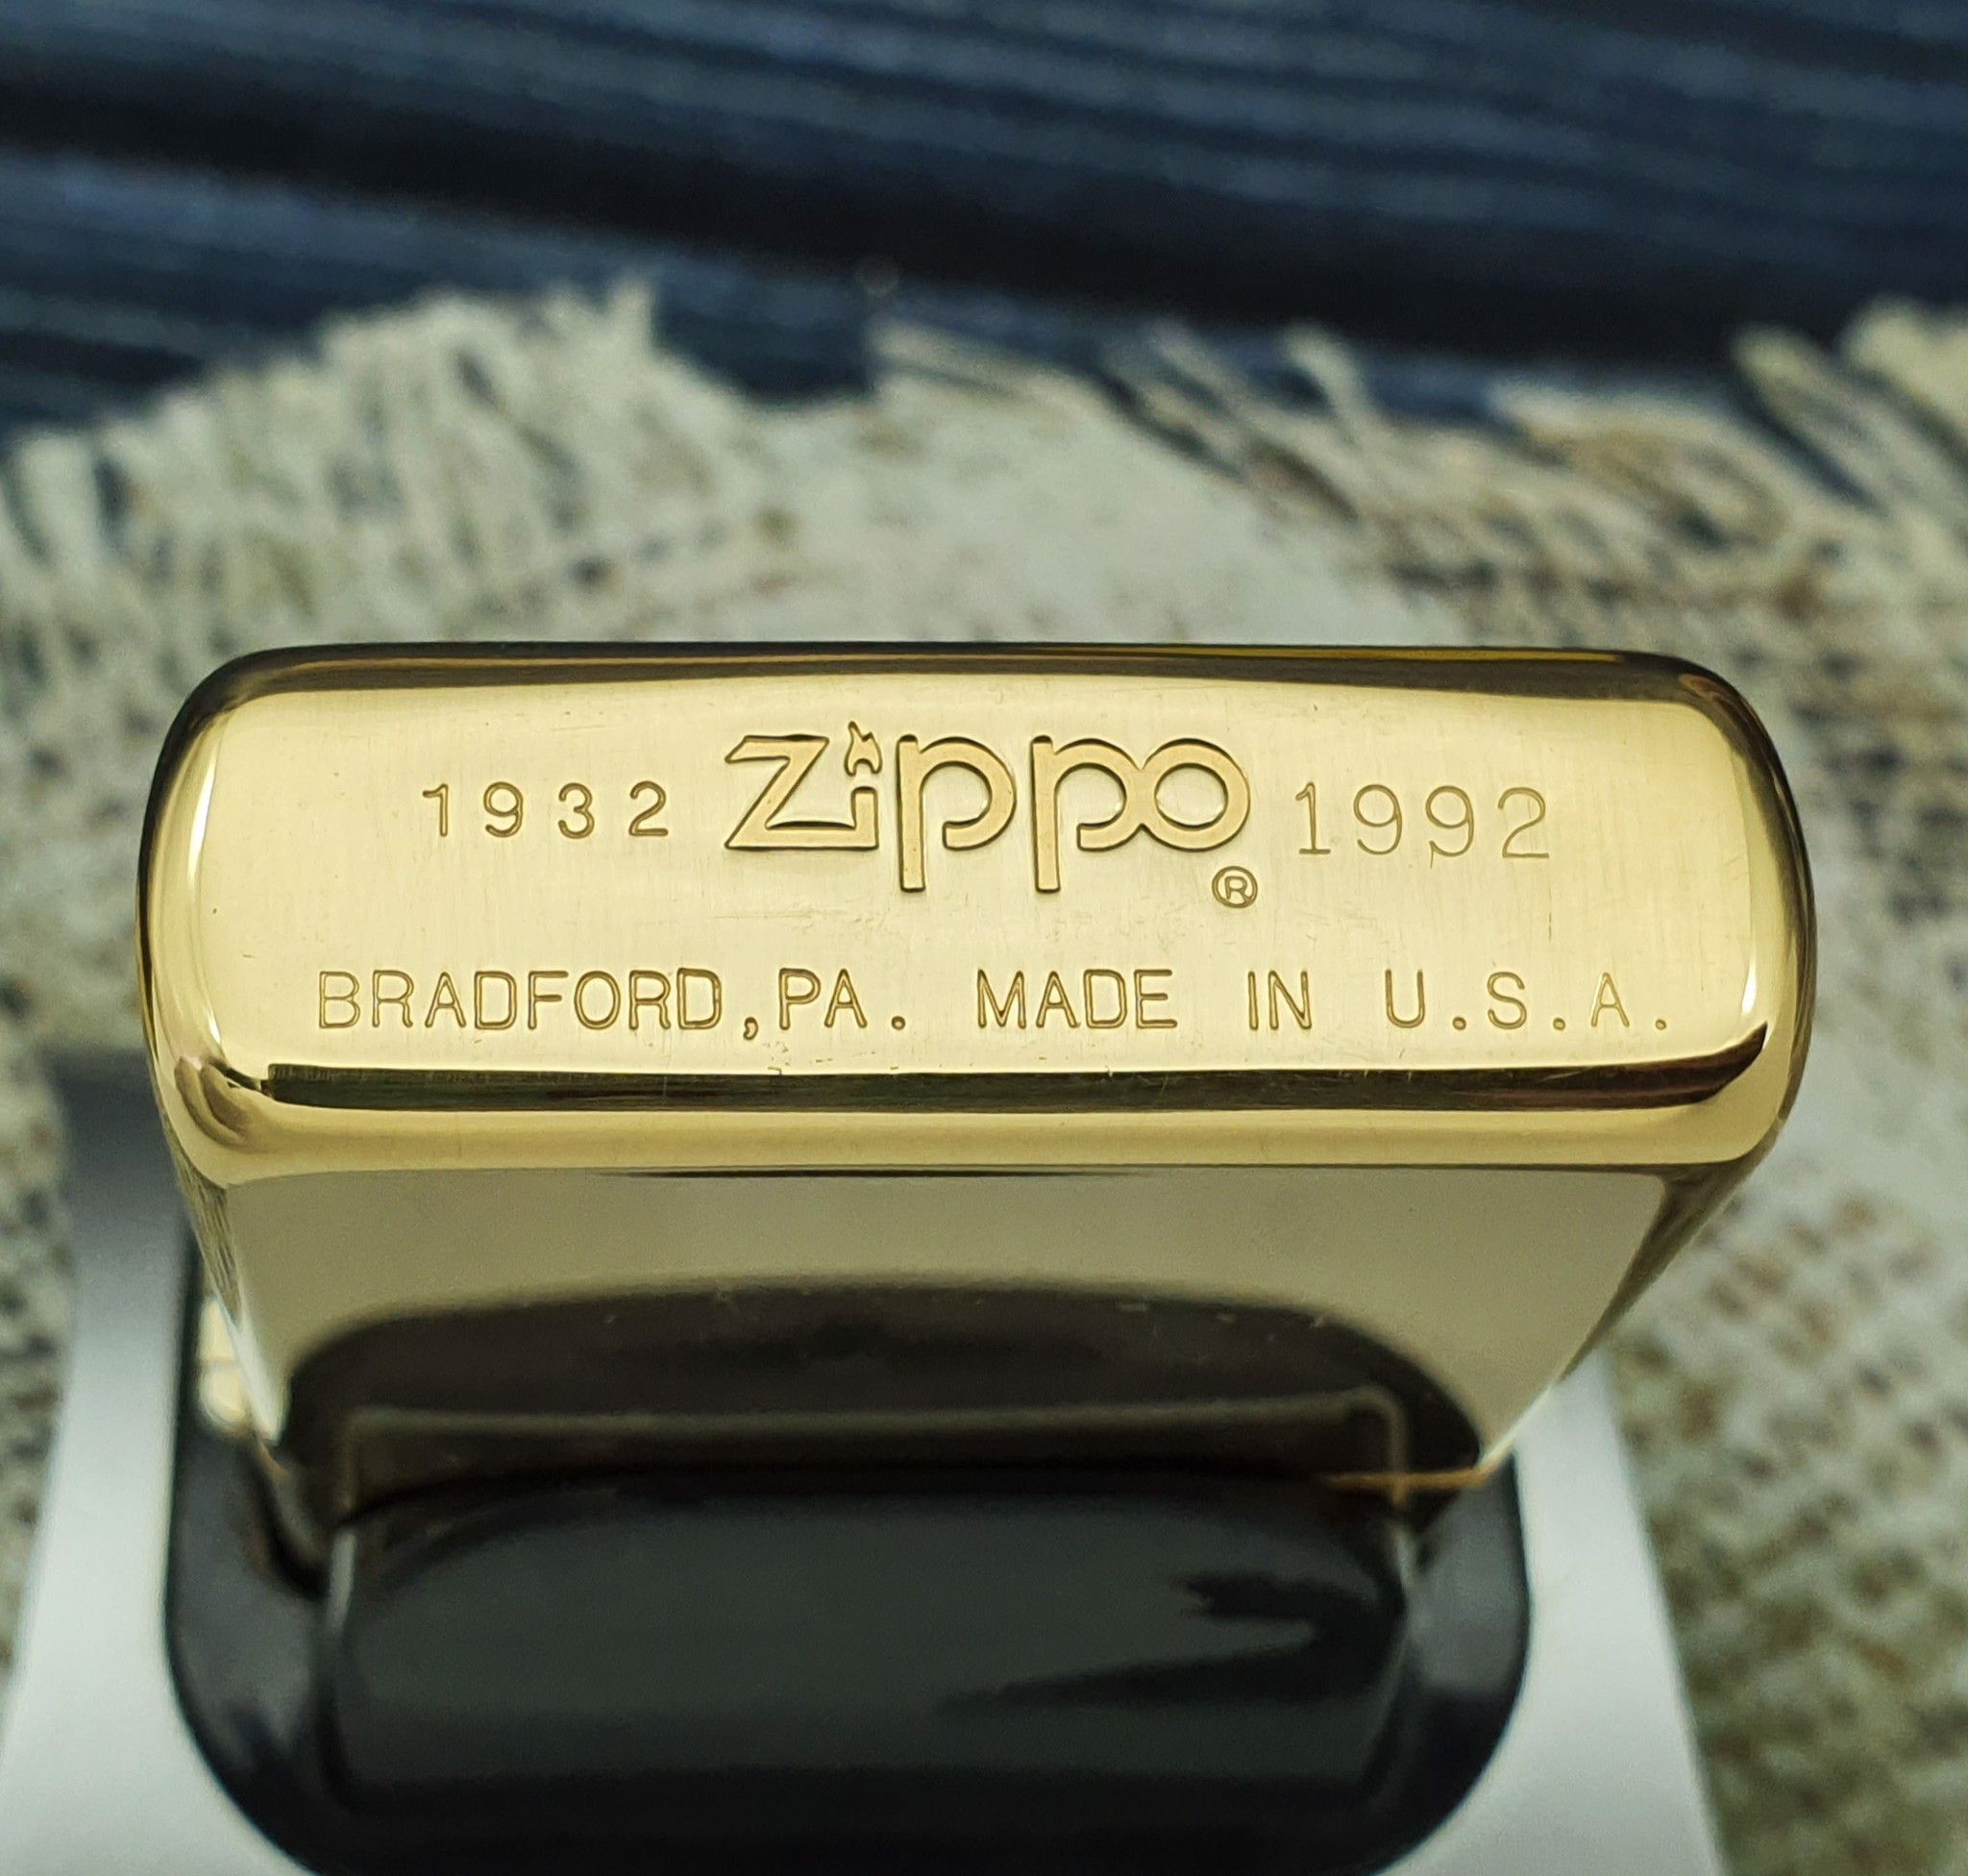 1932 Zippo® 1992
BRADFORD,PA. MADE IN U.S.A.